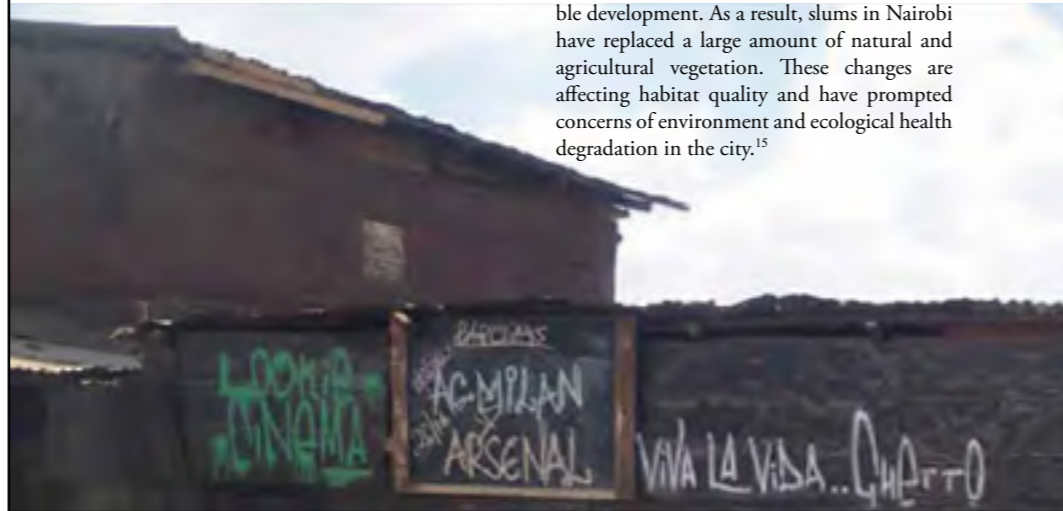 ble development. As a result, slums in Nairobi
have replaced a large amount of natural and
agricultural vegetation. These changes are
affecting habitat quality and have prompted
concerns of environment and ecological health
degradation in the city.15
LOOKie
CiNeMA
AC-MiLAN
ARSENAL
ViVA LA ViDA.. GHeTTO